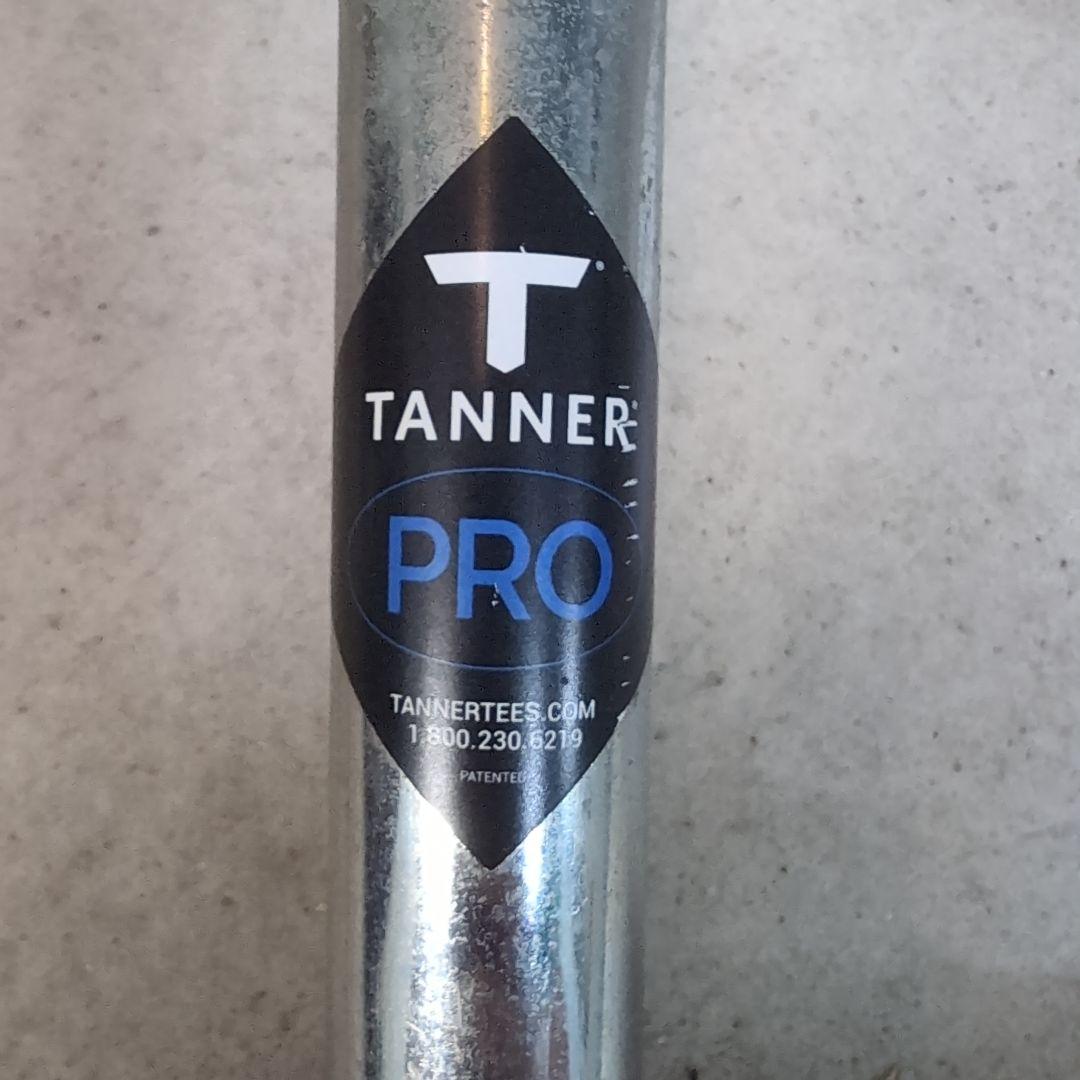 T®
TANNER
PRO
TANNERTEES.COM
1.800.230.6219
PATENTED